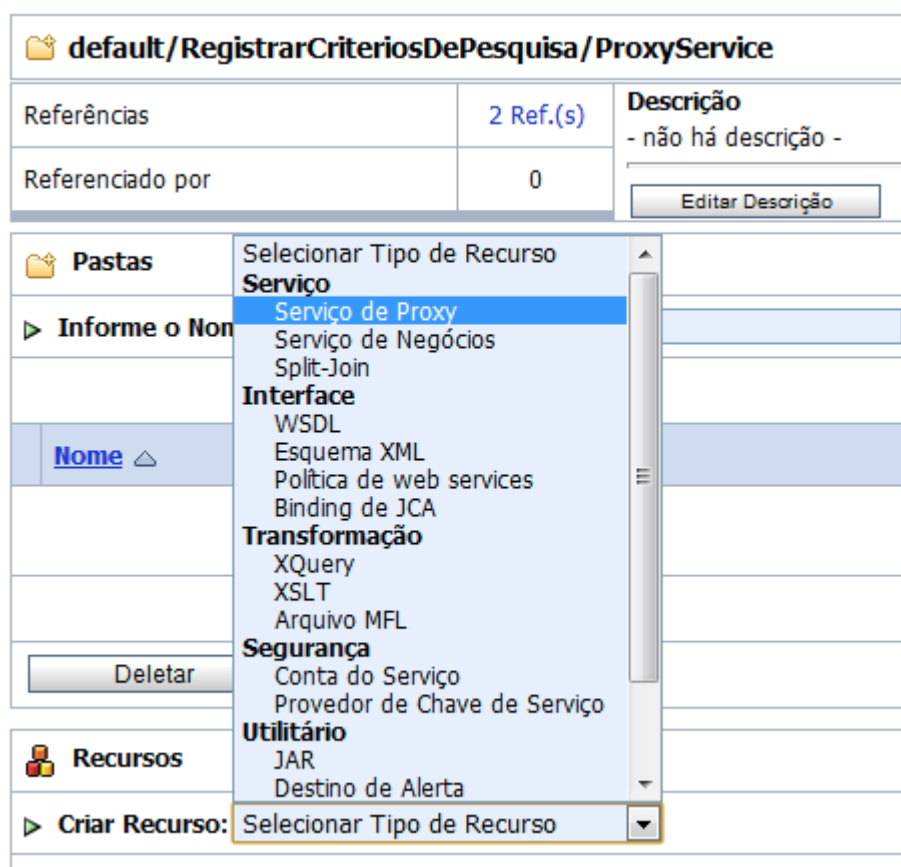 default/RegistrarCriteriosDePesquisa/ProxyService
Referências
2 Ref.(s)
Descrição
- não há descrição -
Referenciado por
0
Editar Descrição
Pastas
Informe o Nom
Selecionar Tipo de Recurso
Serviço
Serviço de Proxy
Serviço de Negócios
Split-Join
Interface
WSDL
Esquema XML
Política de web services
Binding de JCA
Transformação
XQuery
XSLT
Arquivo MFL
Segurança
Conta do Serviço
Provedor de Chave de Serviço
Utilitário
JAR
Destino de Alerta
Nome
Deletar
Recursos
Criar Recurso: Selecionar Tipo de Recurso